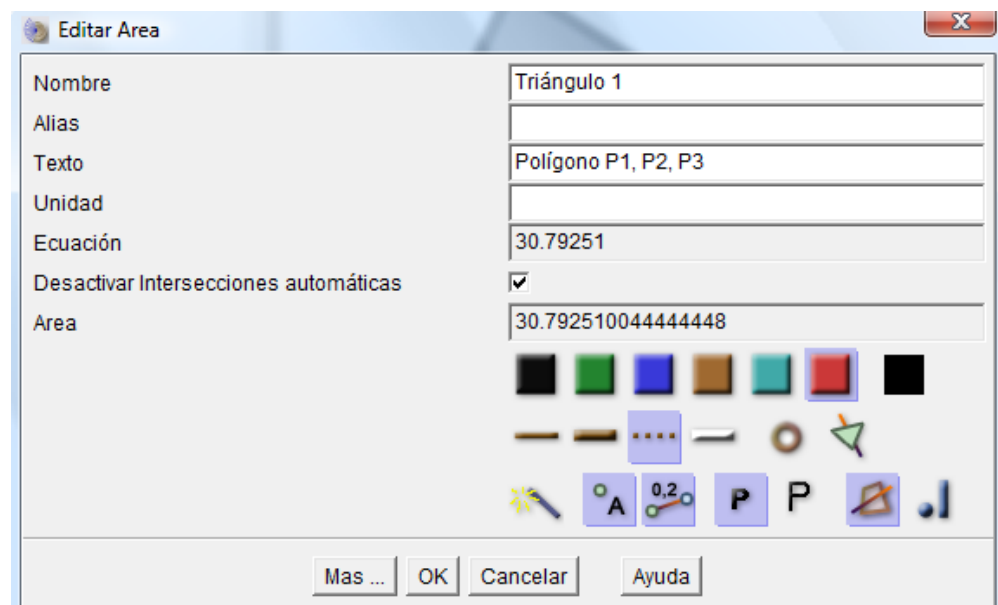 Editar Area
Nombre Triángulo 1
Alias
Texto Polígono P1, P2, P3
Unidad
Ecuación 30.79251
Desactivar Intersecciones automáticas
Area 30.792510044444448
A 0,2 P P
Mas ... OK Cancelar Ayuda